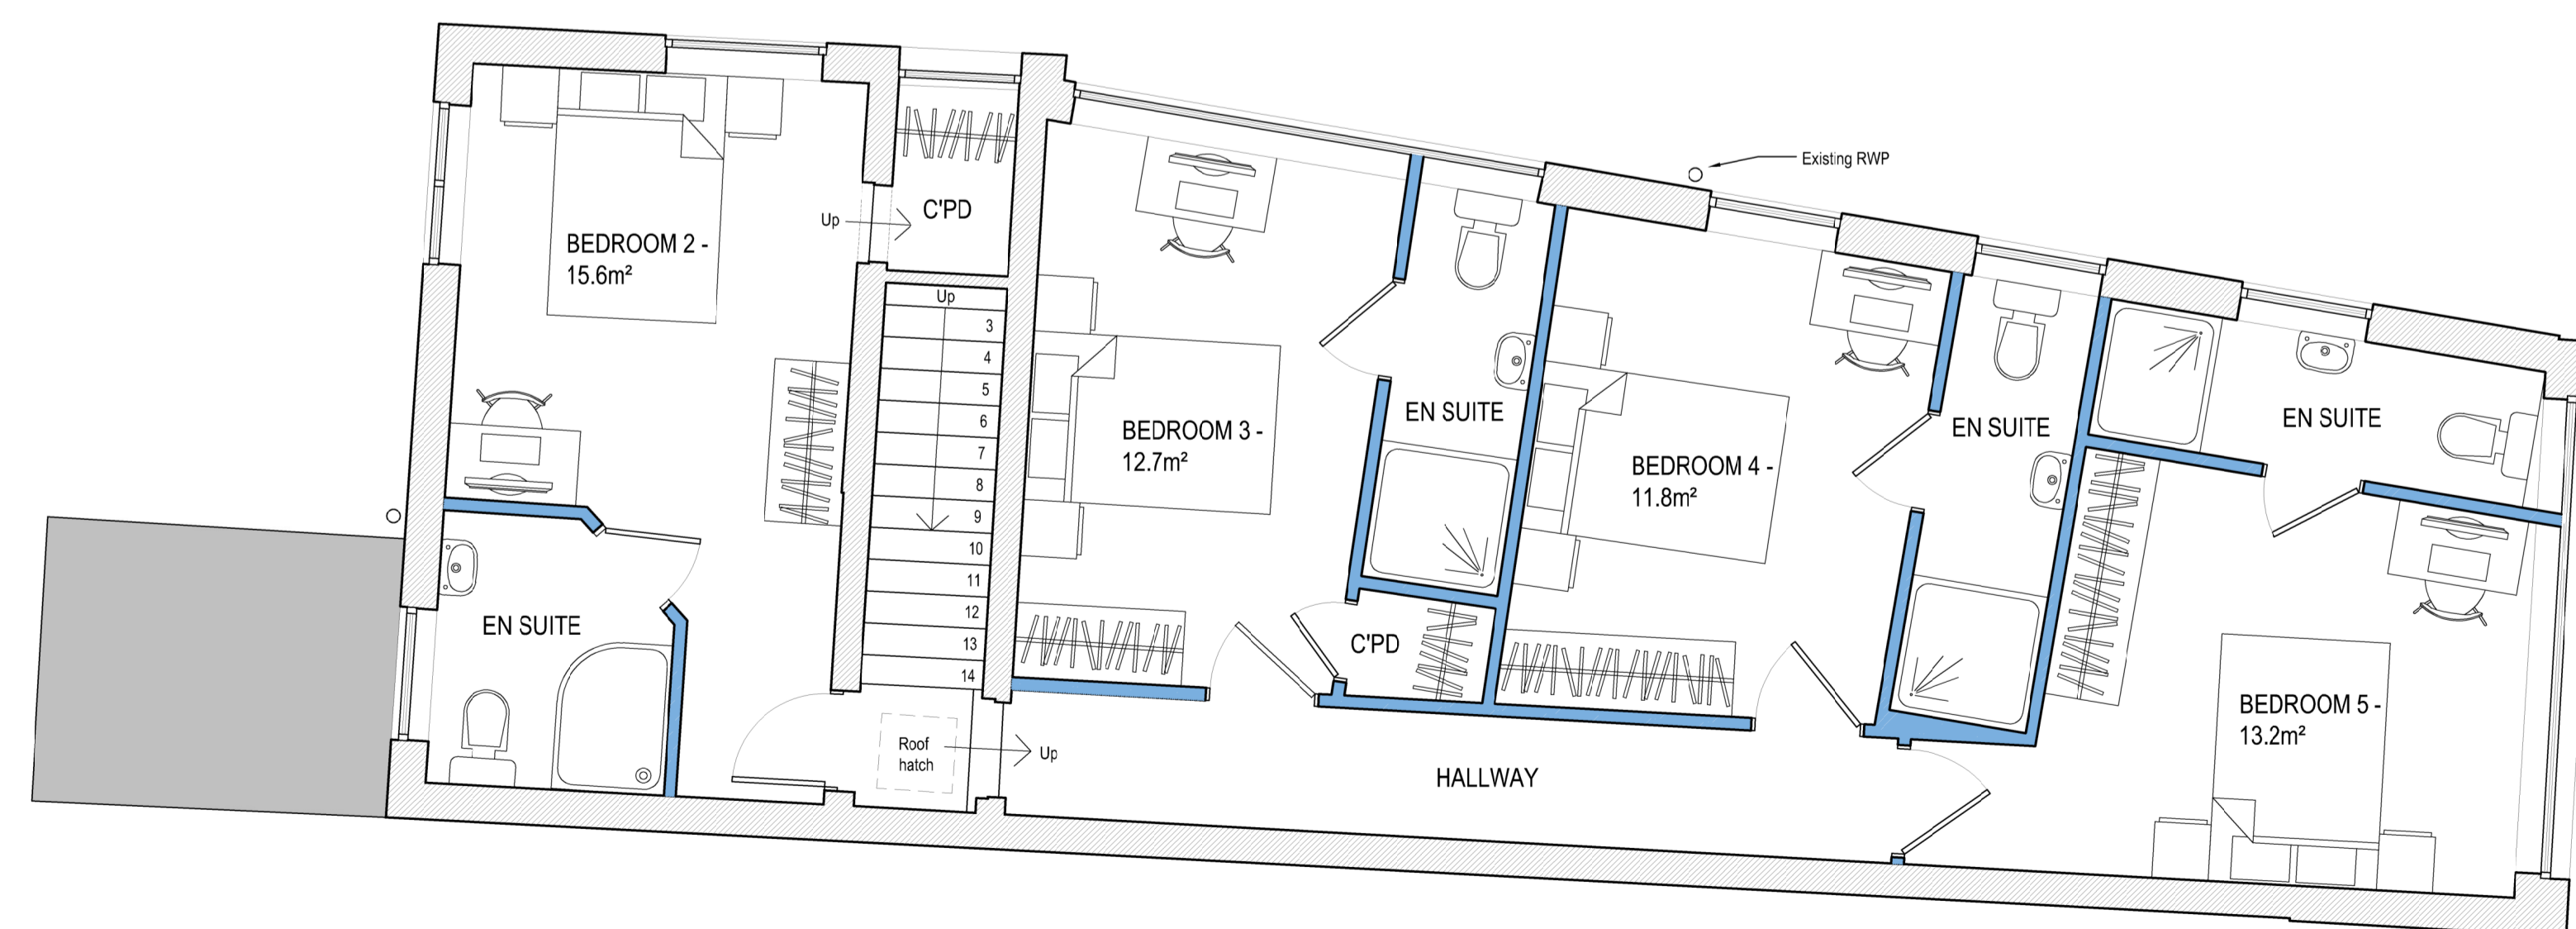 Existing RWP
C'PD
Up
BEDROOM 2 -
15.6m²
Up
3
4
5
6
7
8
9
10
11
12
13
14
EN SUITE
Roof
hatch
Up
BEDROOM 3 -
12.7m²
EN SUITE
C'PD
BEDROOM 4 -
11.8m²
EN SUITE
EN SUITE
BEDROOM 5 -
13.2m²
HALLWAY